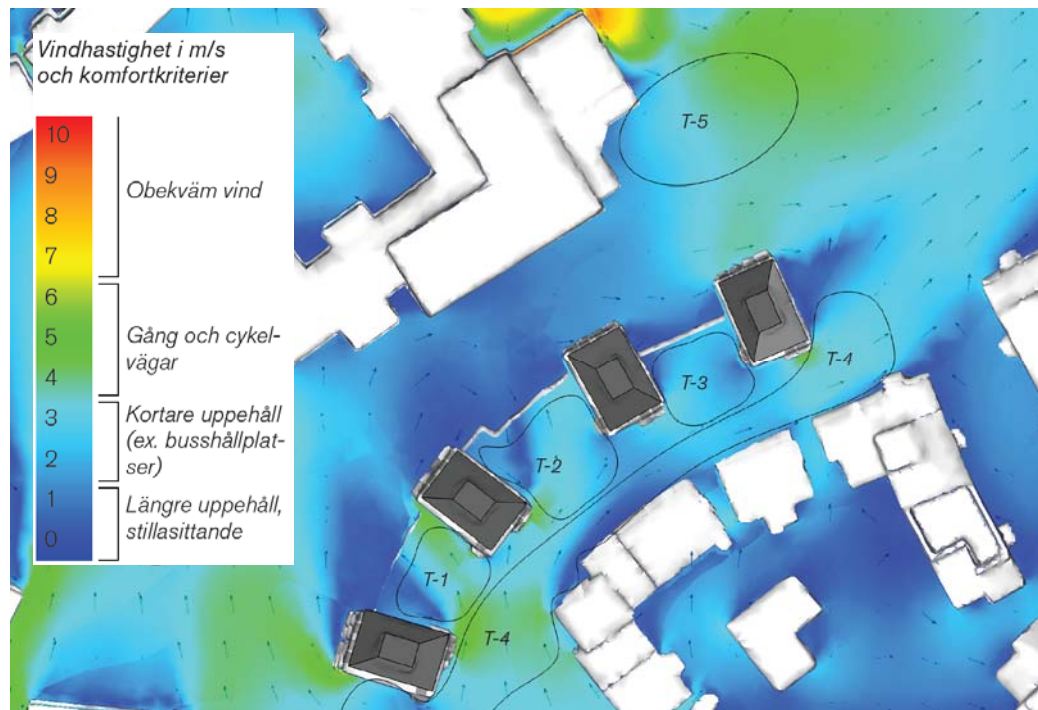 Vindhastighet i m/s
och komfortkriterier
10
9
8
7
6
5
4
3
2
1
0
Obekväm vind
Gång och cykel-
vägar
Kortare uppehåll
(ex. busshållplat-
ser)
Längre uppehåll,
stillasittande
T-5
T-4
T-3
T-2
T-1
T-4